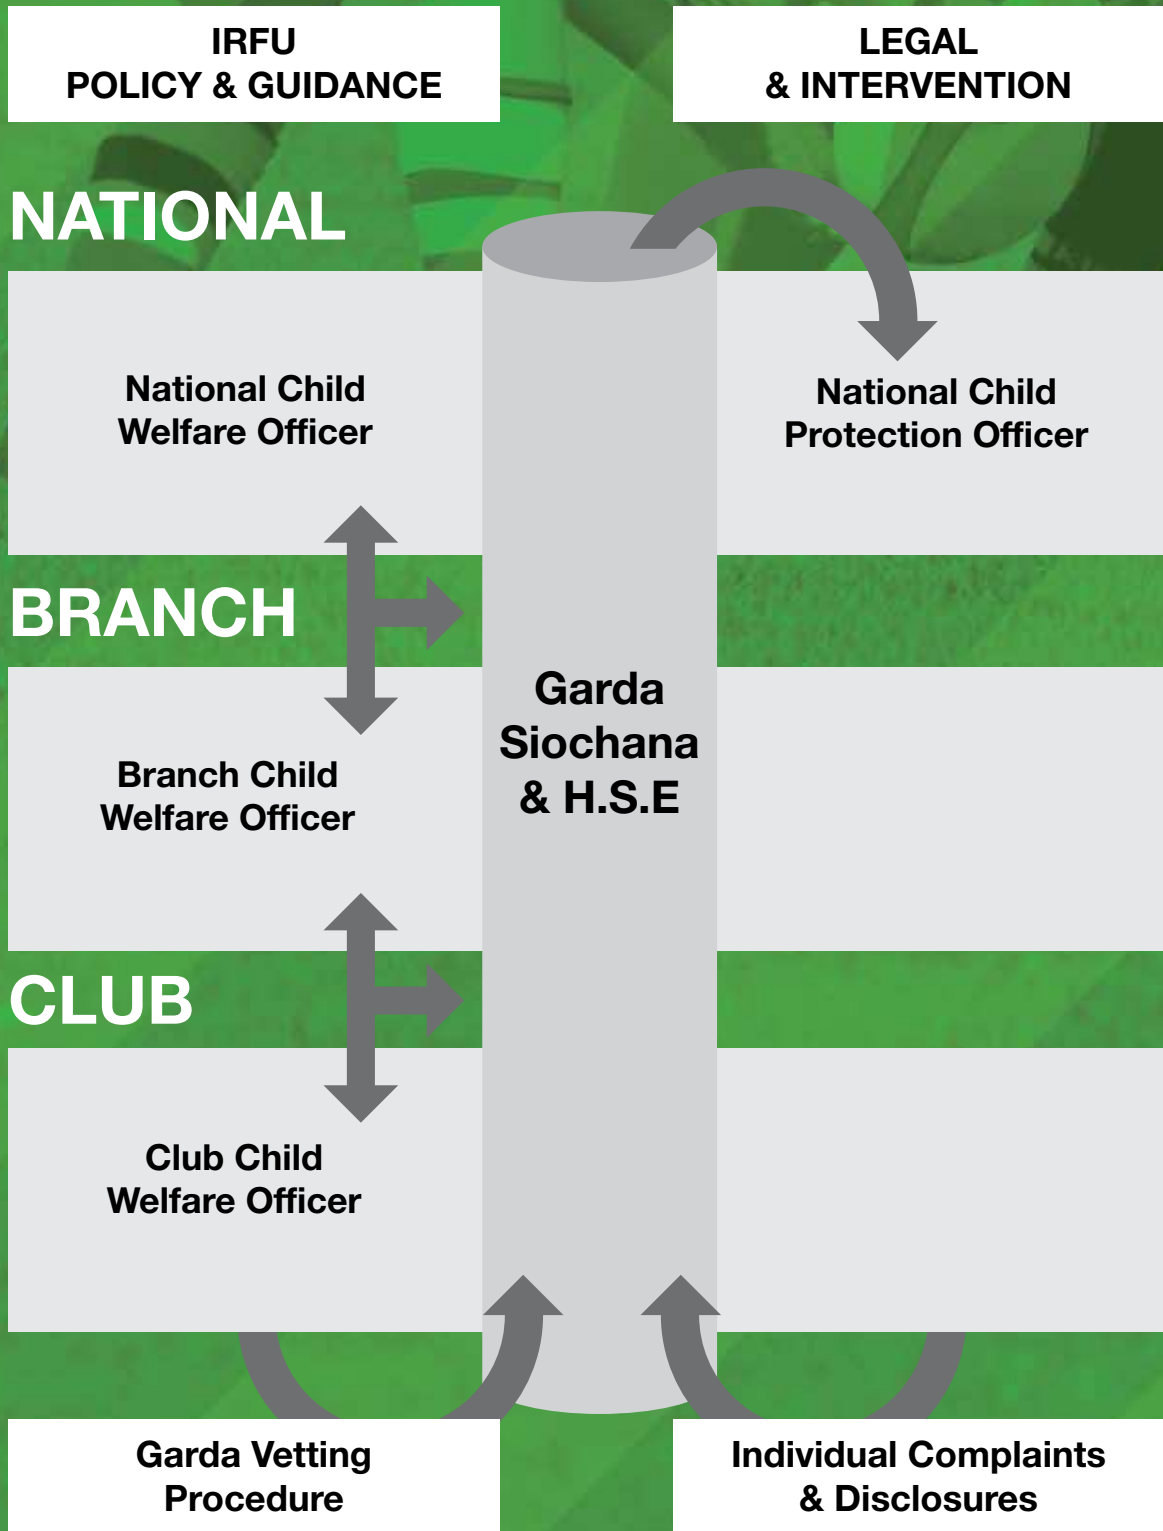 IRFU
POLICY & GUIDANCE
LEGAL
& INTERVENTION
NATIONAL
National Child
Welfare Officer
National Child
Protection Officer
BRANCH
Garda
Siochana
& H.S.E
Branch Child
Welfare Officer
CLUB
Club Child
Welfare Officer
Garda Vetting
Procedure
Individual Complaints
& Disclosures